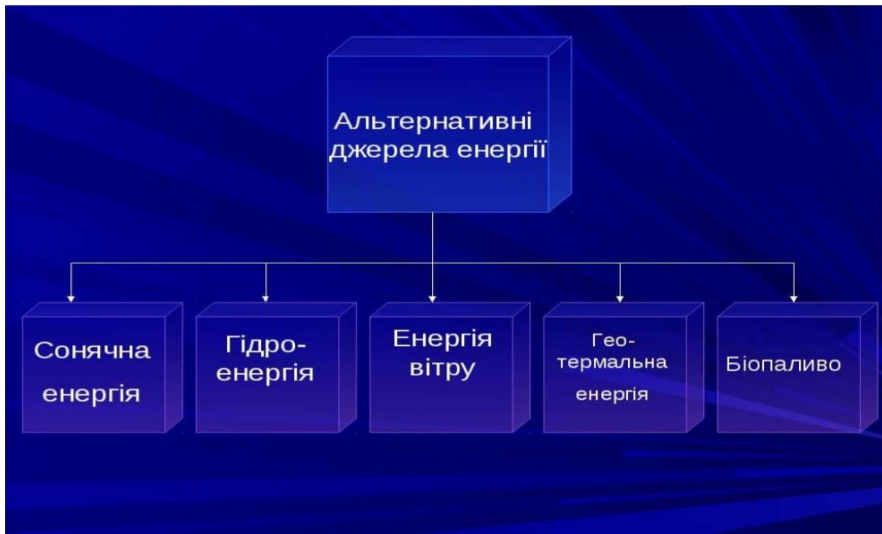 Альтернативні
джерела енергії
Сонячна
енергія
Гідро-
енергія
Енергія
вітру
Гео-
термальна
енергія
Біопаливо